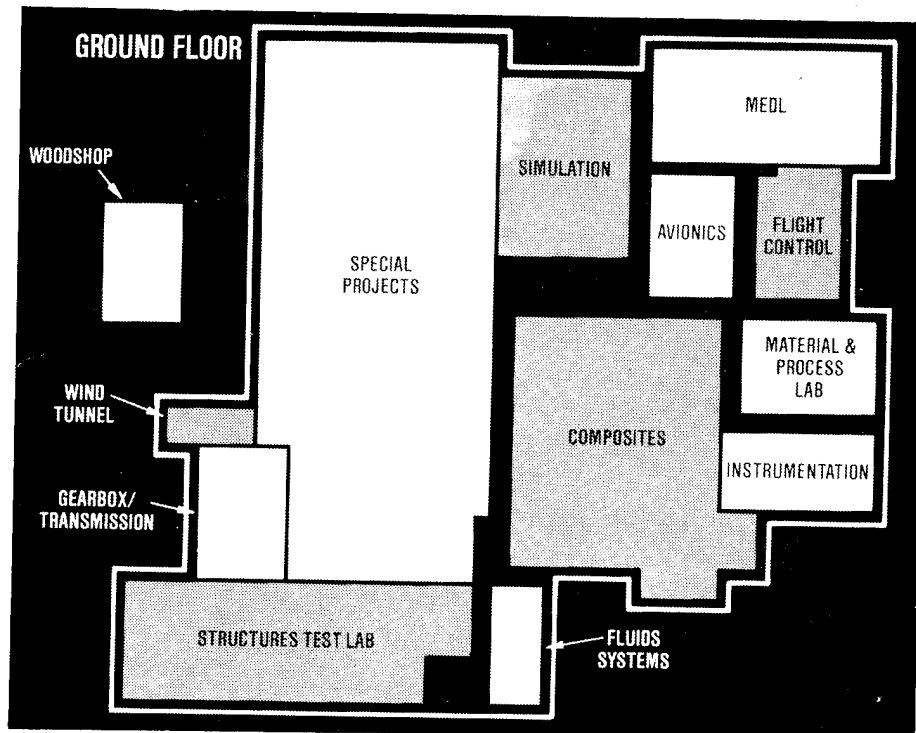 GROUND FLOOR
WOODSHOP
MEDL
SIMULATION
AVIONICS
FLIGHT
CONTROL
SPECIAL
PROJECTS
MATERIAL &
PROCESS
LAB
WIND
TUNNEL
COMPOSITES
INSTRUMENTATION
GEARBOX/
TRANSMISSION
STRUCTURES TEST LAB
FLUIDS
SYSTEMS